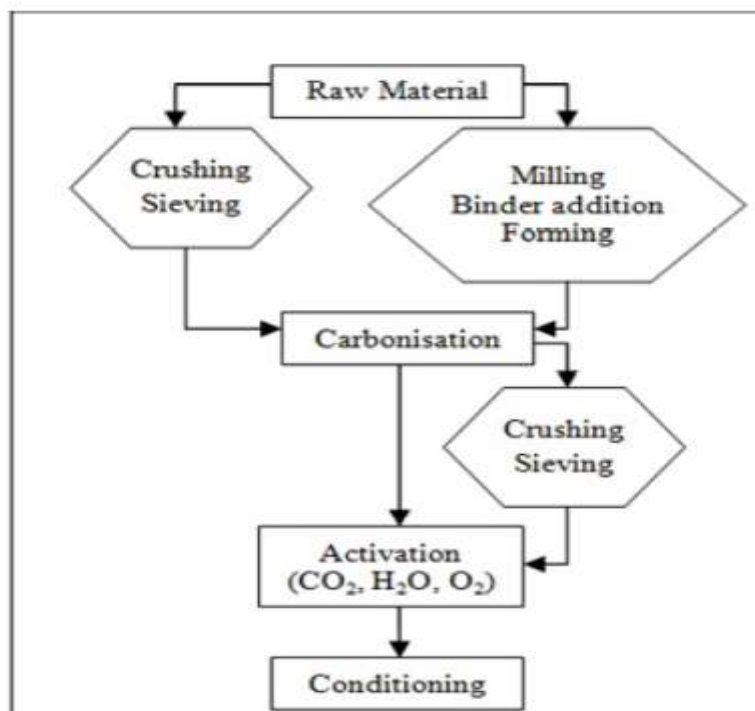 Raw Material
Crushing
Sieving
Milling
Binder addition
Forming
Carbonisation
Crushing
Sieving
Activation
(CO₂, H₂O, O₂)
Conditioning